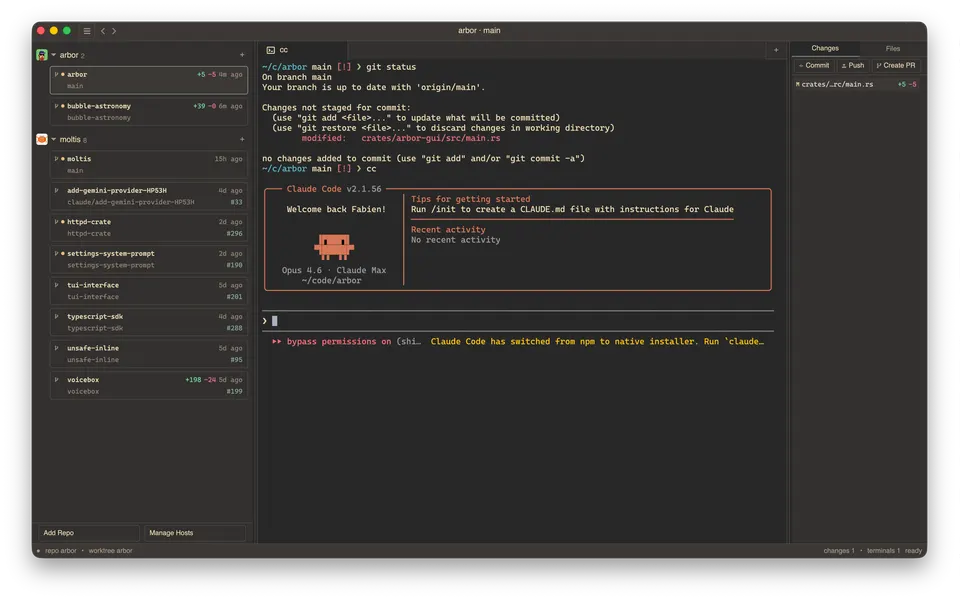 arbor · main
arbor 2
arbor +5 −5 4m ago
main
bubble-astronomy +39 −0 6m ago
bubble-astronomy
moltis 8
moltis 15h ago
main
add-gemini-provider-HP53H 4d ago
claude/add-gemini-provider-HP53H #33
httpd-crate 2d ago
httpd-crate #296
settings-system-prompt 2d ago
settings-system-prompt #190
tui-interface 5d ago
tui-interface #201
typescript-sdk 4d ago
typescript-sdk #288
unsafe-inline 5d ago
unsafe-inline #95
voicebox +198 −24 5d ago
voicebox #199
Add Repo
Manage Hosts
cc
~/c/arbor main [!] ❯ git status
On branch main
Your branch is up to date with 'origin/main'.
Changes not staged for commit:
(use "git add <file>..." to update what will be committed)
(use "git restore <file>..." to discard changes in working directory)
modified: crates/arbor-gui/src/main.rs
no changes added to commit (use "git add" and/or "git commit -a")
~/c/arbor main [!] ❯ cc
Claude Code v2.1.56
Welcome back Fabien!
Opus 4.6 · Claude Max
~/code/arbor
Tips for getting started
Run /init to create a CLAUDE.md file with instructions for Claude
Recent activity
No recent activity
❯
bypass permissions on (shi… Claude Code has switched from npm to native installer. Run `claude…
Changes
Files
Commit
Push
Create PR
M crates/…rc/main.rs +5 −5
repo arbor • worktree arbor
changes 1 • terminals 1 ready